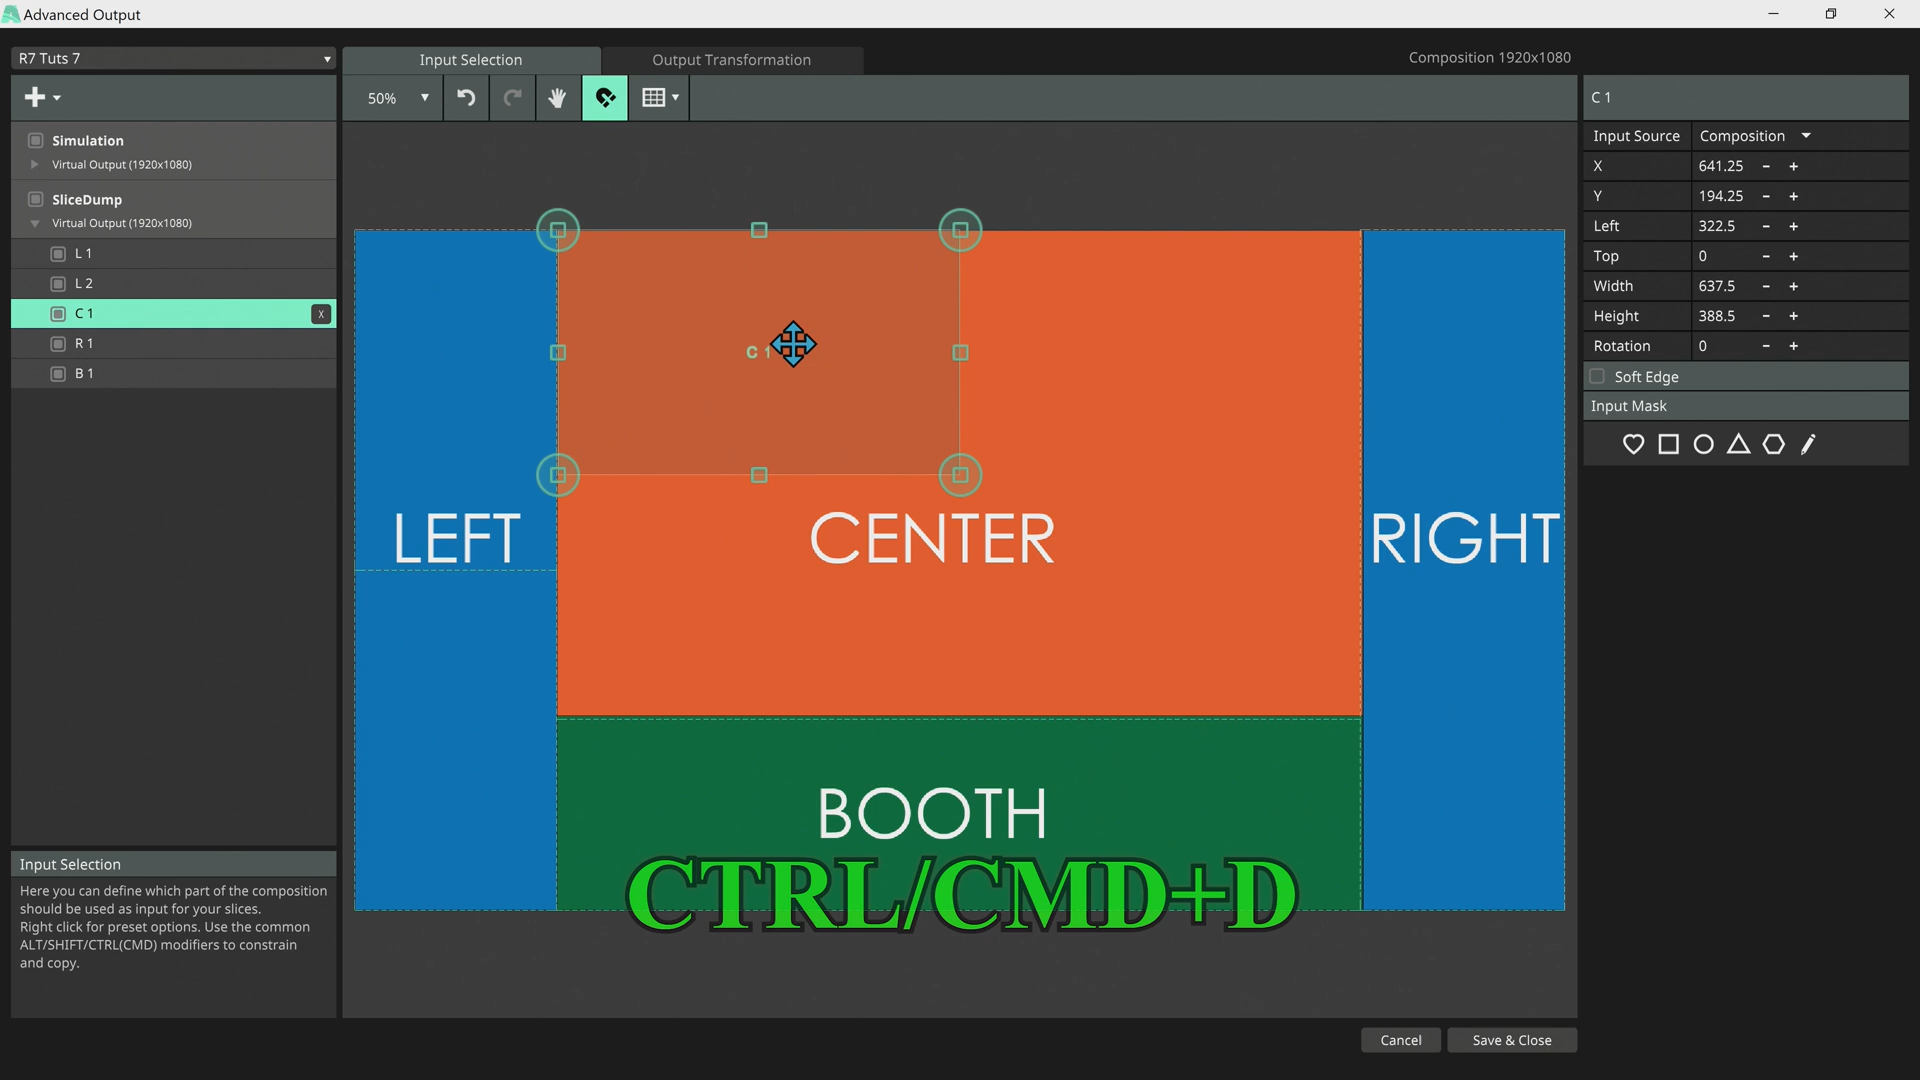 Advanced Output
R7 Tuts 7
Input Selection
Output Transformation
Composition 1920x1080
50%
Simulation
Virtual Output (1920x1080)
SliceDump
Virtual Output (1920x1080)
L 1
L 2
C 1
X
R 1
B 1
C 1
LEFT
CENTER
RIGHT
BOOTH
CTRL/CMD+D
C 1
Input Source Composition
X 641.25 - +
Y 194.25 - +
Left 322.5 - +
Top 0 - +
Width 637.5 - +
Height 388.5 - +
Rotation 0 - +
Soft Edge
Input Mask
Input Selection
Here you can define which part of the composition
should be used as input for your slices.
Right click for preset options. Use the common
ALT/SHIFT/CTRL(CMD) modifiers to constrain
and copy.
Cancel
Save & Close